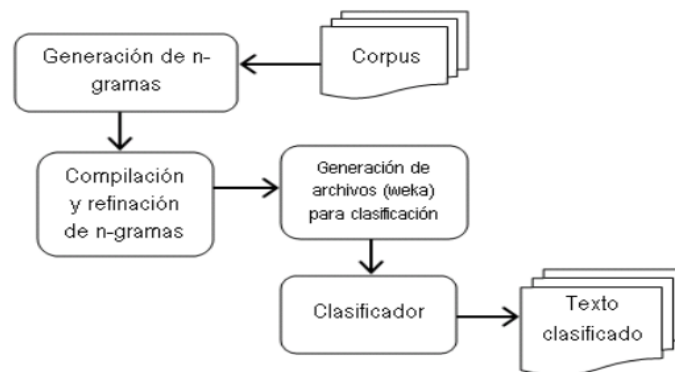 Generación de n-
gramas
Corpus
Compilación
y refinación
de n-gramas
Generación de
archivos (weka)
para clasificación
Clasificador
Texto
clasificado